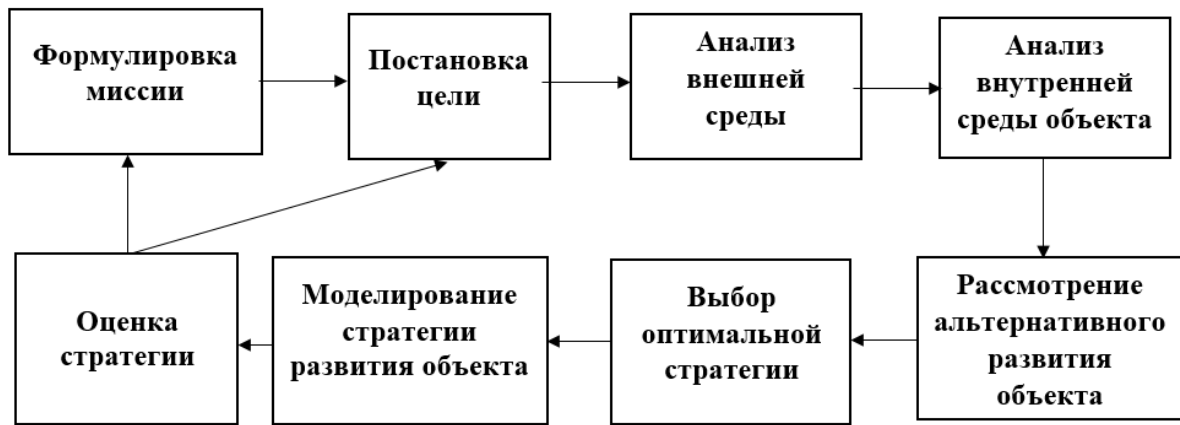 Формулировка
миссии
Постановка
цели
Анализ
внешней
среды
Анализ
внутренней
среды объекта
Оценка
стратегии
Моделирование
стратегии
развития объекта
Выбор
оптимальной
стратегии
Рассмотрение
альтернативного
развития
объекта